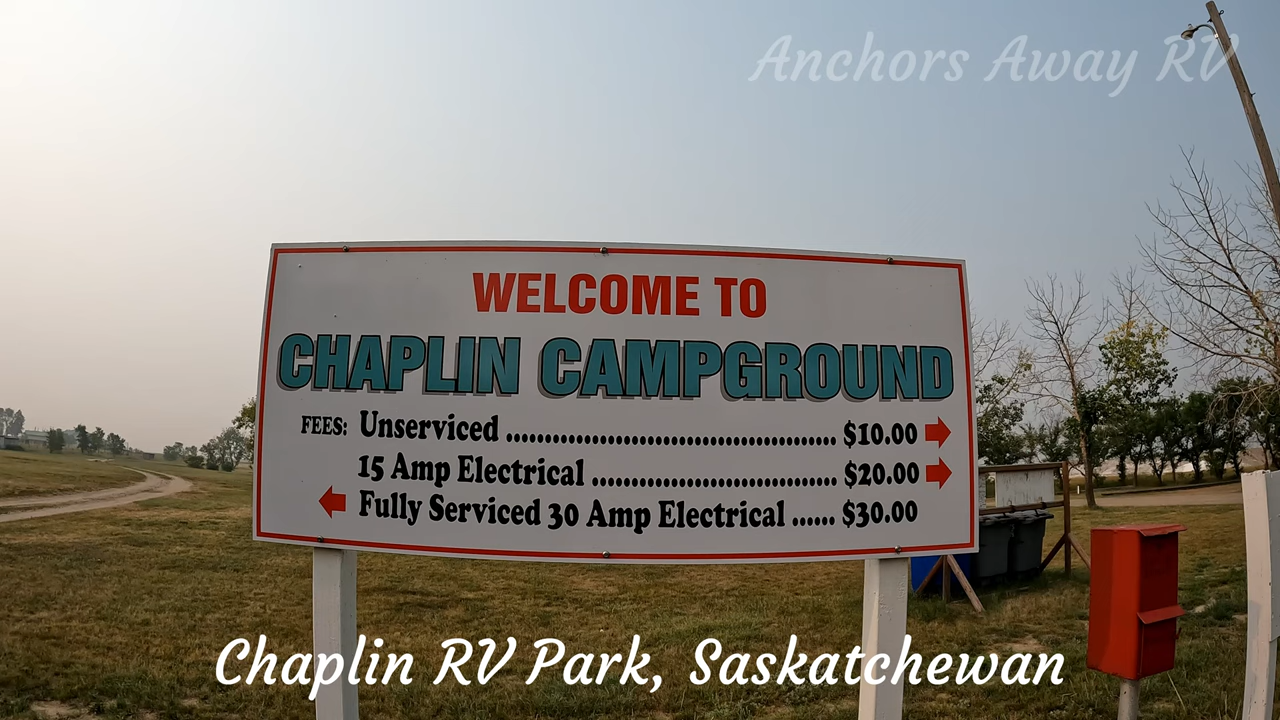 Anchors Away RV
WELCOME TO
CHAPLIN CAMPGROUND
FEES: Unserviced ........................................ $10.00
15 Amp Electrical ................................. $20.00
Fully Serviced 30 Amp Electrical ...... $30.00
Chaplin RV Park, Saskatchewan